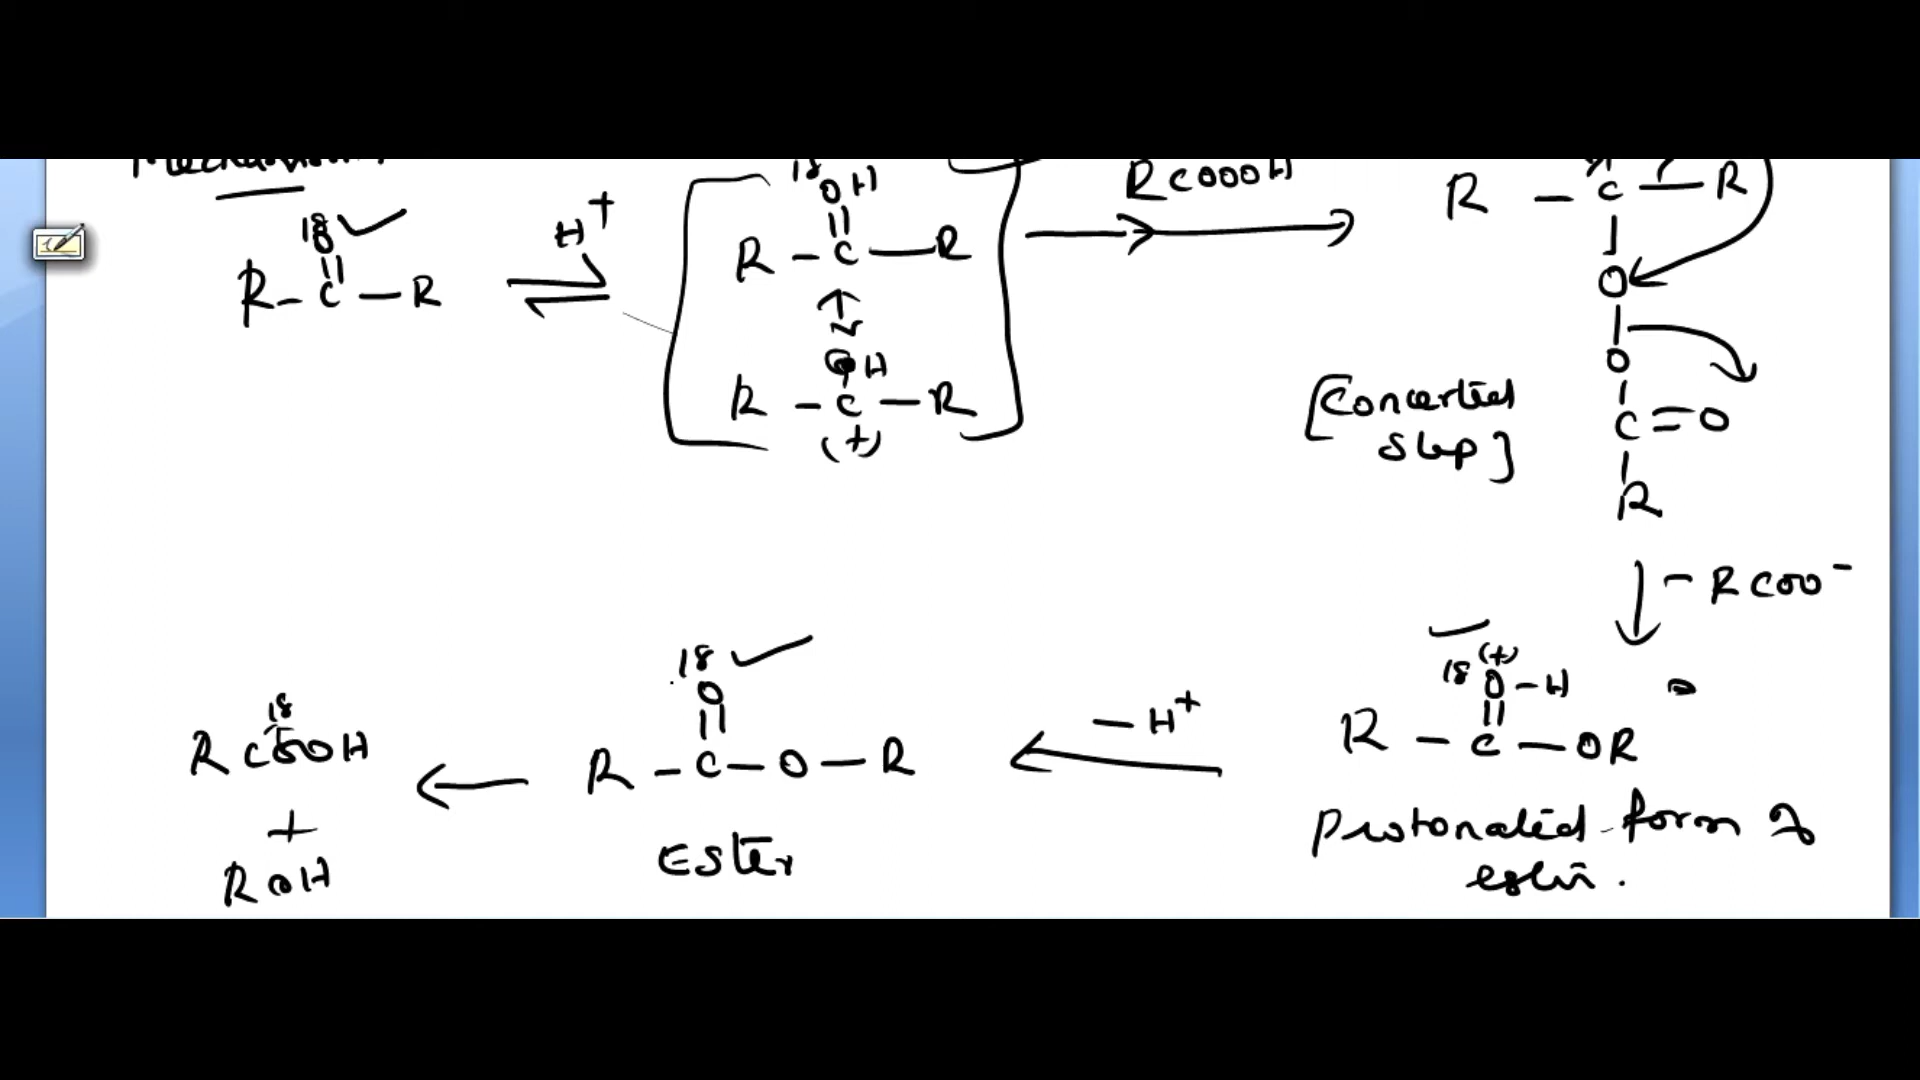 Mechanism
18
O
R - C - R
H+
18
OH
R - C - R
OH
R - C - R
(+)
RCOOOH
R - C - R
O
O
C = O
R
[Concerted
step]
- RCOO-
18 (+)
O - H
R - C - OR
Protonated form of
ester.
- H+
18
O
R - C - O - R
Ester
18
RCOOH
+
ROH